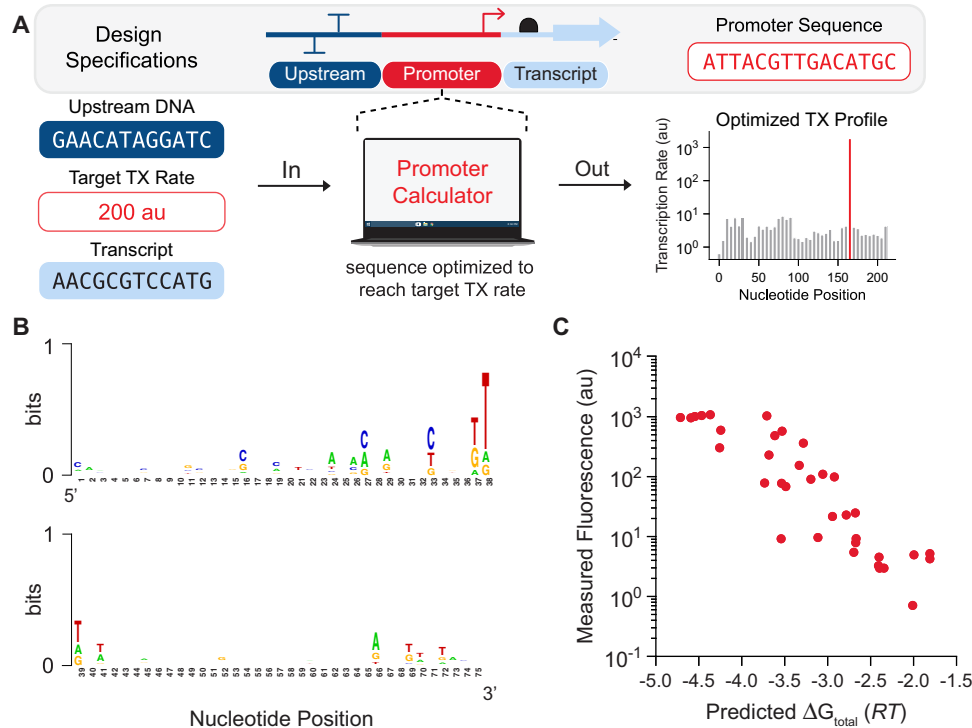 A
Design
Specifications
Upstream
Promoter
Transcript
Promoter Sequence
ATTACGTTGACATGC
Upstream DNA
GAACATAGGATC
Target TX Rate
200 au
Transcript
AACGCGTCCATG
In
Promoter
Calculator
Out
sequence optimized to
reach target TX rate
Optimized TX Profile
Transcription Rate (au)
10³
10²
10¹
10⁰
0 50 100 150 200
Nucleotide Position
B
1
bits
0
5'
1 2 3 4 5 6 7 8 9 10 11 12 13 14 15 16 17 18 19 20 21 22 23 24 25 26 27 28 29 30 31 32 33 34 35 36 37 38
1
bits
0
39 40 41 42 43 44 45 46 47 48 49 50 51 52 53 54 55 56 57 58 59 60 61 62 63 64 65 66 67 68 69 70 71 72 73 74 75
3'
Nucleotide Position
C
Measured Fluorescence (au)
10⁴
10³
10²
10¹
10⁰
10⁻¹
-5.0 -4.5 -4.0 -3.5 -3.0 -2.5 -2.0 -1.5
Predicted ΔG_total (RT)